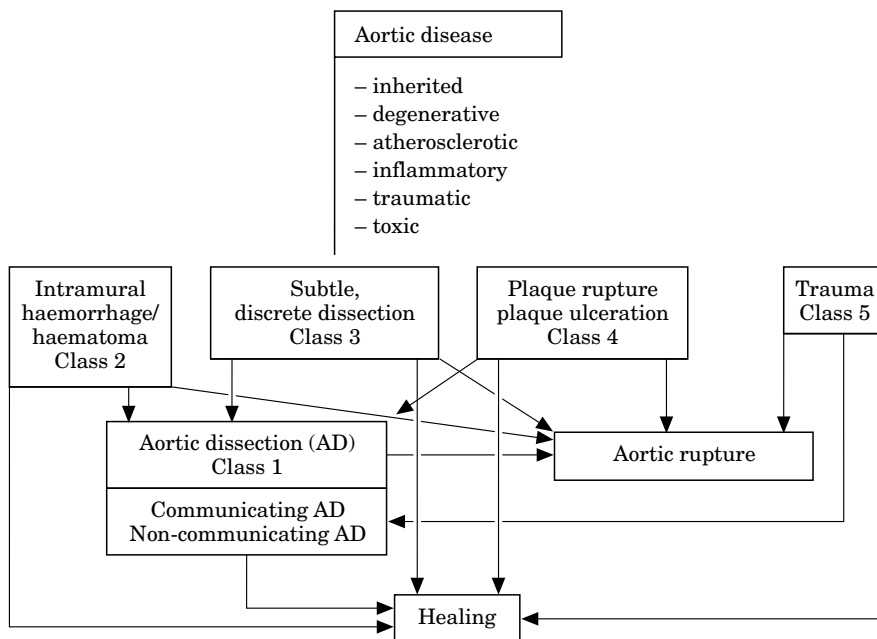 Aortic disease
– inherited
– degenerative
– atherosclerotic
– inflammatory
– traumatic
– toxic
Intramural
haemorrhage/
haematoma
Class 2
Subtle,
discrete dissection
Class 3
Plaque rupture
plaque ulceration
Class 4
Trauma
Class 5
Aortic dissection (AD)
Class 1
Communicating AD
Non-communicating AD
Aortic rupture
Healing